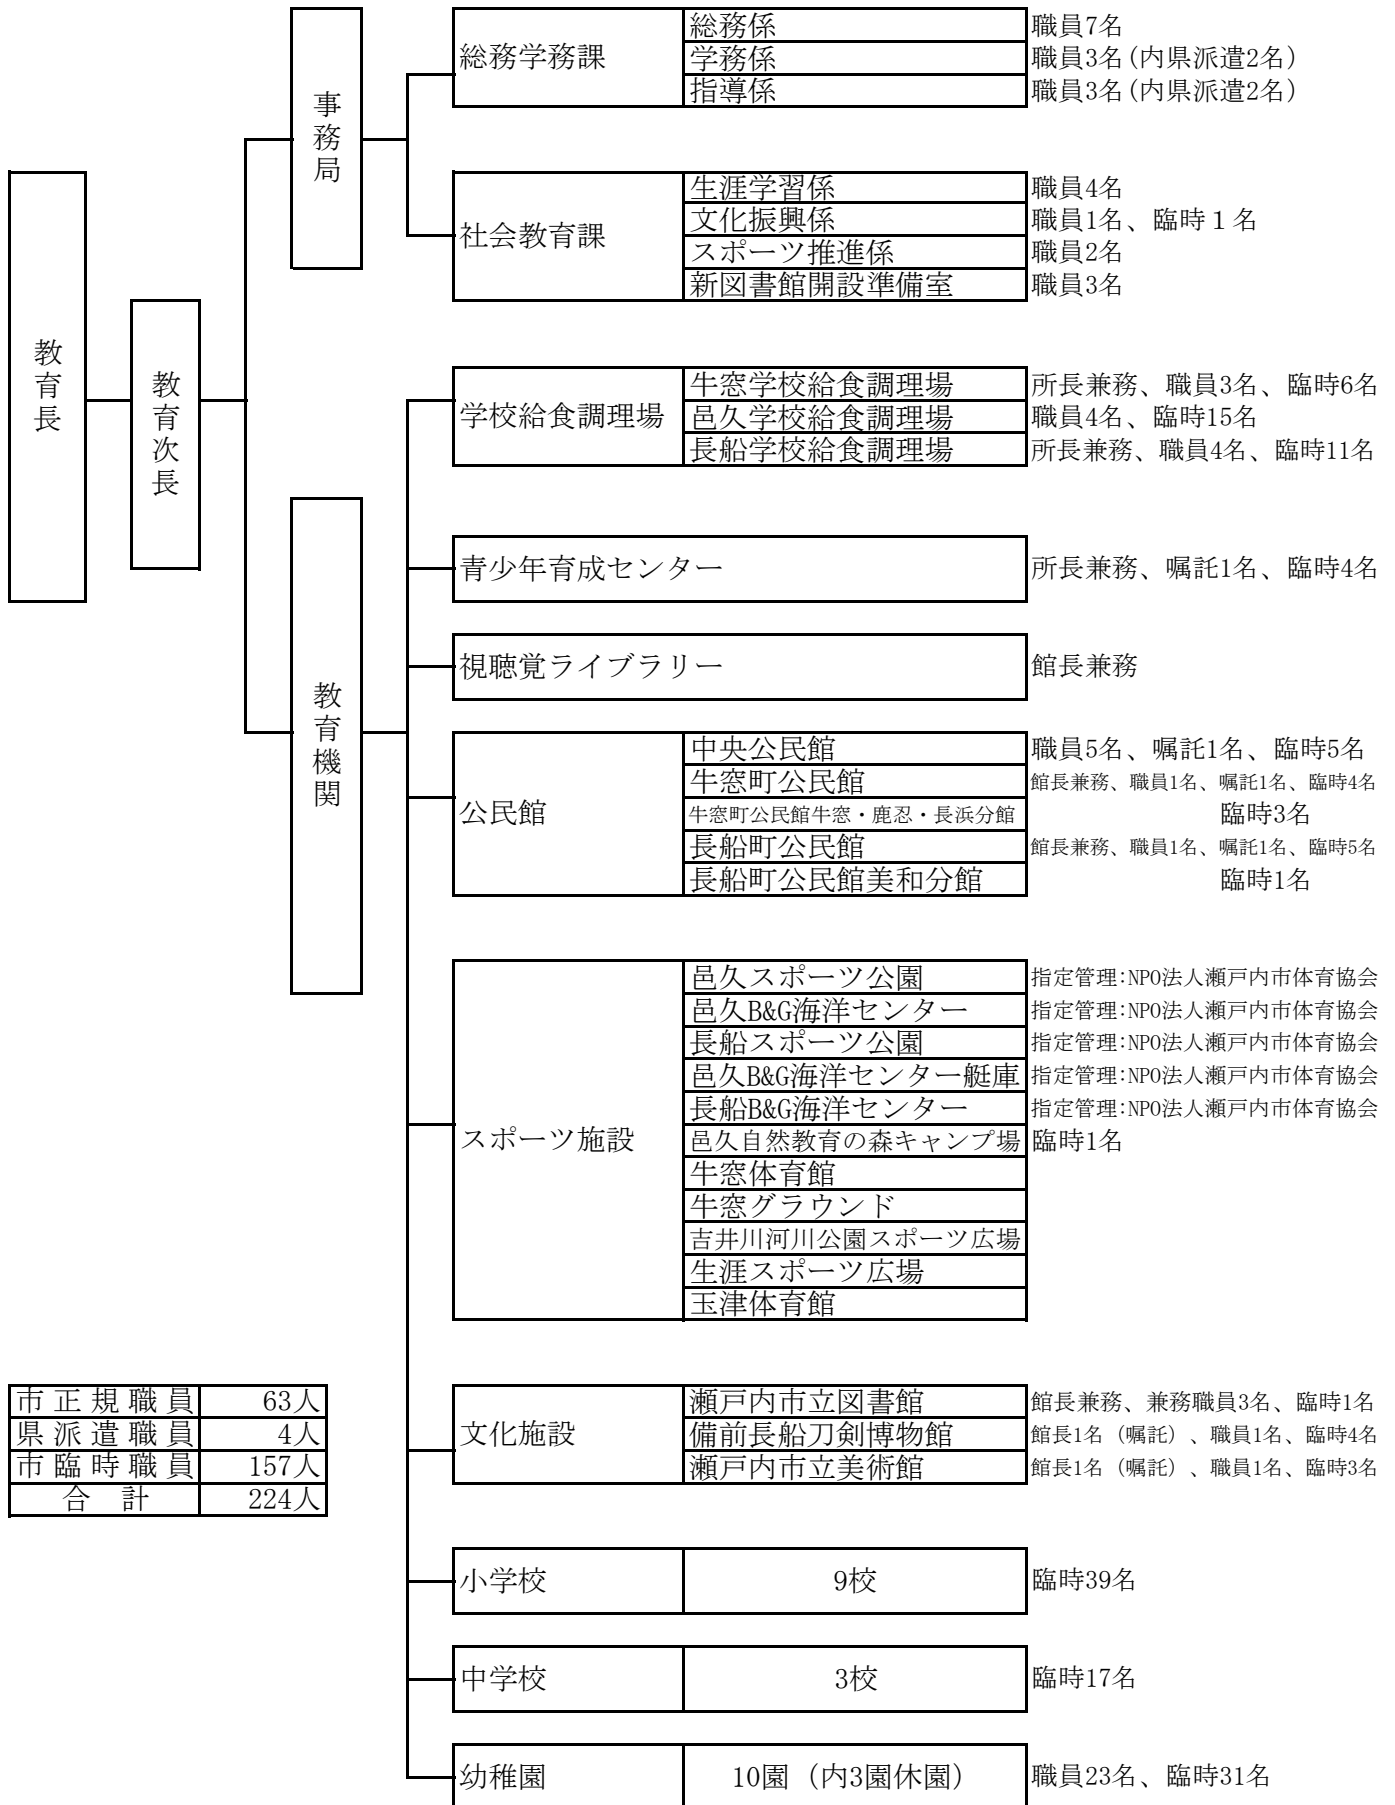 教育長
教育次長
事務局
総務学務課
総務係 職員7名
学務係 職員3名(内県派遣2名)
指導係 職員3名(内県派遣2名)
社会教育課
生涯学習係 職員4名
文化振興係 職員1名、臨時１名
スポーツ推進係 職員2名
新図書館開設準備室 職員3名
教育機関
学校給食調理場
牛窓学校給食調理場 所長兼務、職員3名、臨時6名
邑久学校給食調理場 職員4名、臨時15名
長船学校給食調理場 所長兼務、職員4名、臨時11名
青少年育成センター 所長兼務、嘱託1名、臨時4名
視聴覚ライブラリー 館長兼務
公民館
中央公民館 職員5名、嘱託1名、臨時5名
牛窓町公民館 館長兼務、職員1名、嘱託1名、臨時4名
牛窓町公民館牛窓・鹿忍・長浜分館 臨時3名
長船町公民館 館長兼務、職員1名、嘱託1名、臨時5名
長船町公民館美和分館 臨時1名
スポーツ施設
邑久スポーツ公園 指定管理:NPO法人瀬戸内市体育協会
邑久B&G海洋センター 指定管理:NPO法人瀬戸内市体育協会
長船スポーツ公園 指定管理:NPO法人瀬戸内市体育協会
邑久B&G海洋センター艇庫 指定管理:NPO法人瀬戸内市体育協会
長船B&G海洋センター 指定管理:NPO法人瀬戸内市体育協会
邑久自然教育の森キャンプ場 臨時1名
牛窓体育館
牛窓グラウンド
吉井川河川公園スポーツ広場
生涯スポーツ広場
玉津体育館
文化施設
瀬戸内市立図書館 館長兼務、兼務職員3名、臨時1名
備前長船刀剣博物館 館長1名（嘱託）、職員1名、臨時4名
瀬戸内市立美術館 館長1名（嘱託）、職員1名、臨時3名
小学校 9校 臨時39名
中学校 3校 臨時17名
幼稚園 10園（内3園休園） 職員23名、臨時31名
市正規職員 63人
県派遣職員 4人
市臨時職員 157人
合計 224人